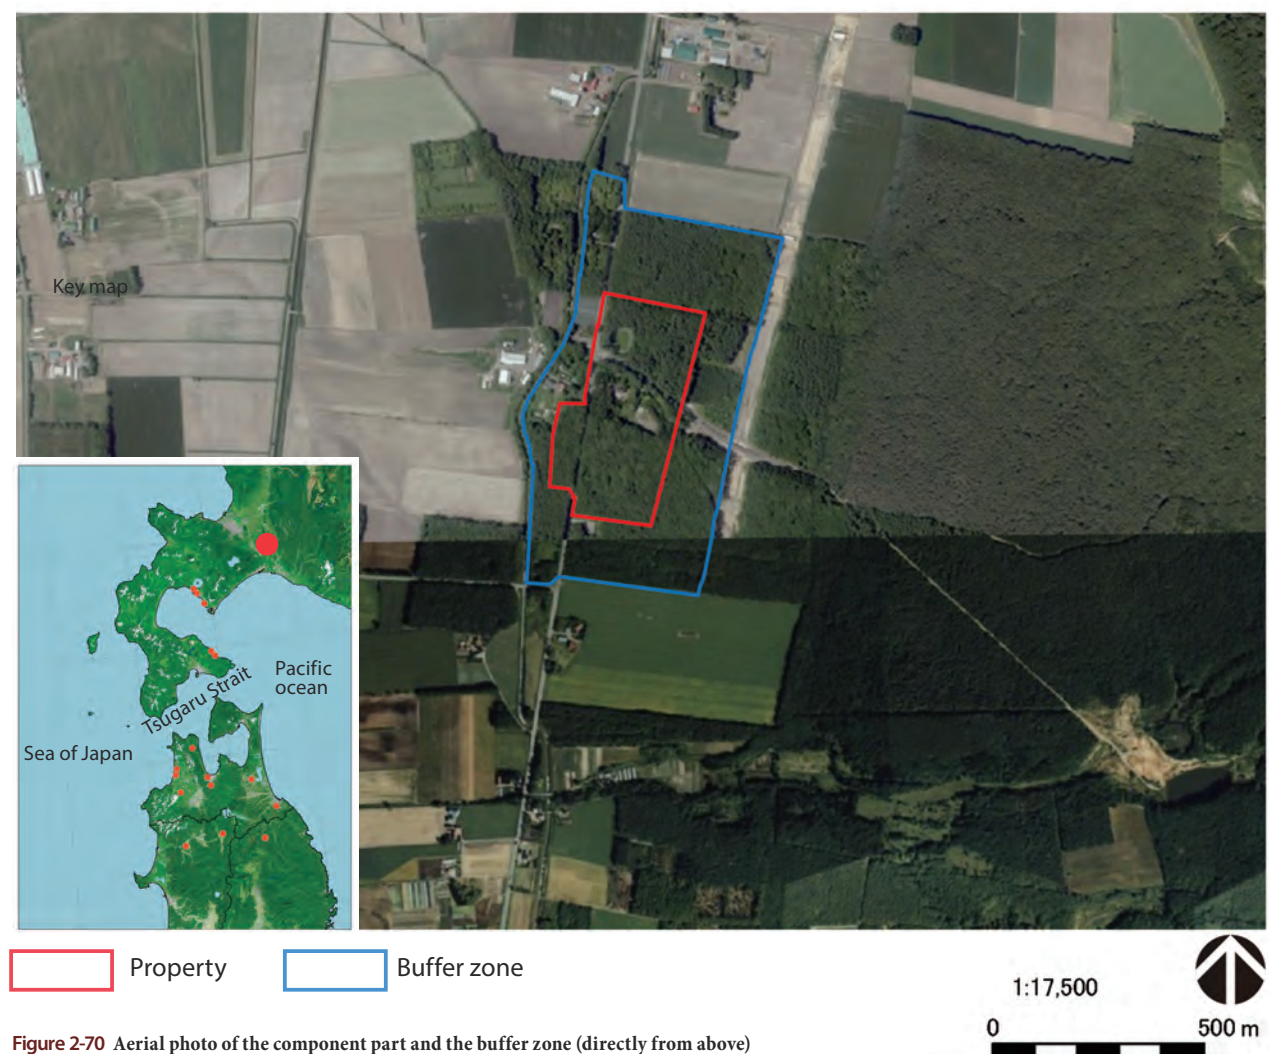 Key map
Pacific
ocean
Tsugaru Strait
Sea of Japan
Property
Buffer zone
1:17,500
0
500 m
Figure 2-70 Aerial photo of the component part and the buffer zone (directly from above)